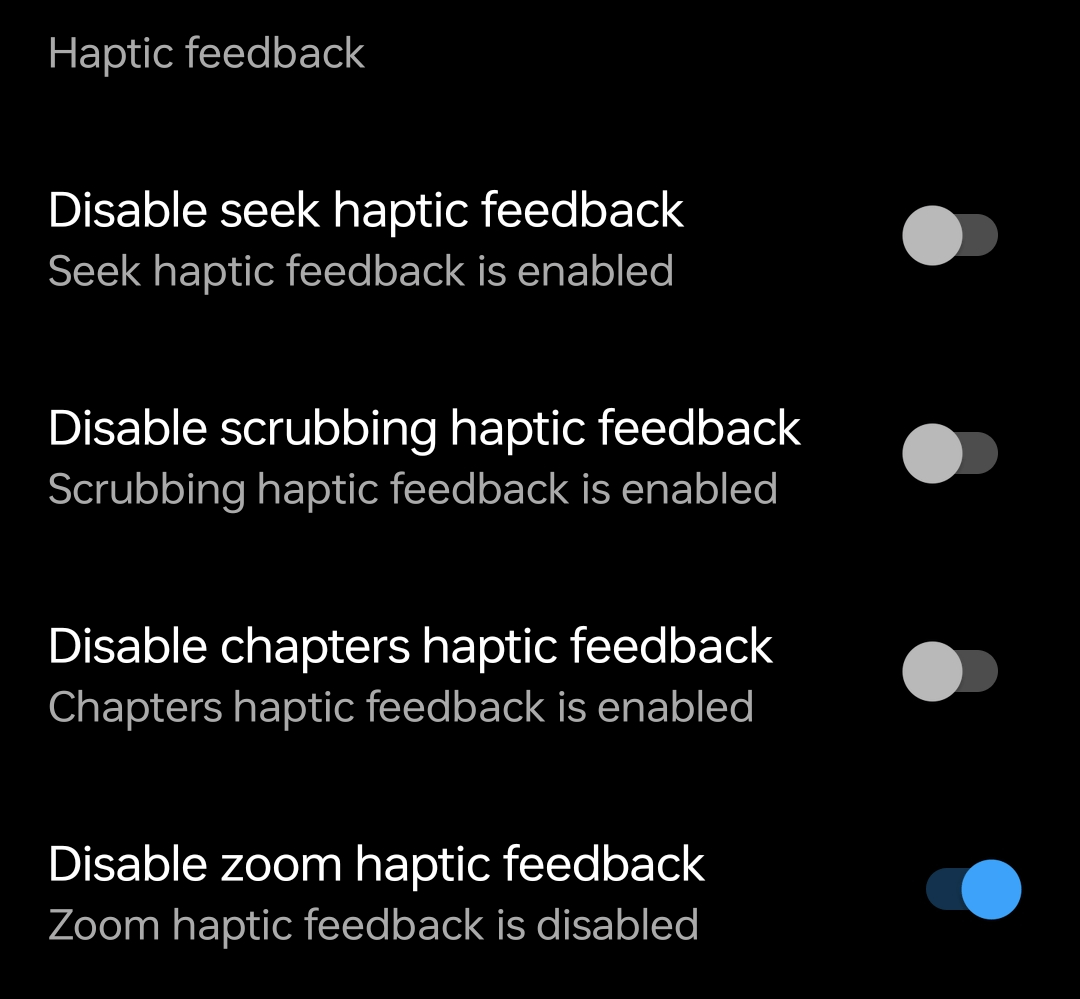 Haptic feedback
Disable seek haptic feedback
Seek haptic feedback is enabled
Disable scrubbing haptic feedback
Scrubbing haptic feedback is enabled
Disable chapters haptic feedback
Chapters haptic feedback is enabled
Disable zoom haptic feedback
Zoom haptic feedback is disabled